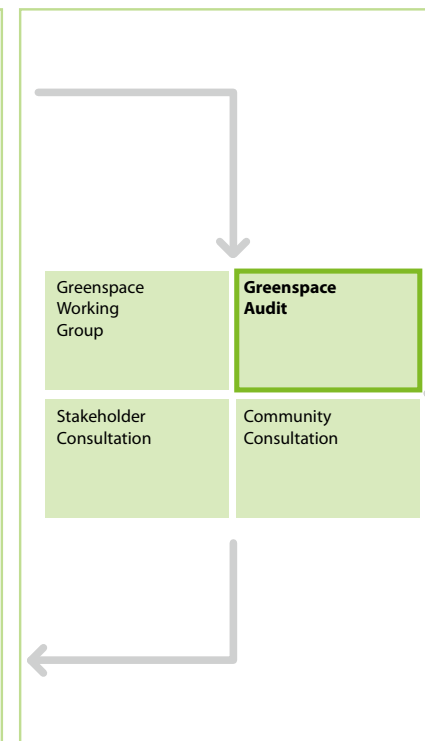 Greenspace
Working
Group
Greenspace
Audit
Stakeholder
Consultation
Community
Consultation